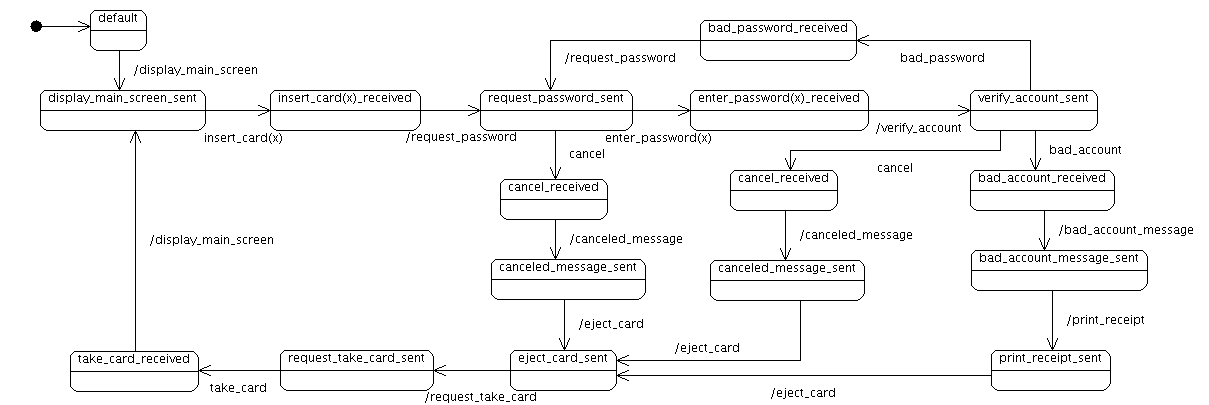 default
bad_password_received
/request_password
bad_password
/display_main_screen
display_main_screen_sent
insert_card(x)_received
request_password_sent
enter_password(x)_received
verify_account_sent
insert_card(x)
/request_password
enter_password(x)
/verify_account
cancel
cancel
bad_account
cancel_received
cancel_received
bad_account_received
/display_main_screen
/canceled_message
/canceled_message
/bad_account_message
canceled_message_sent
canceled_message_sent
bad_account_message_sent
/eject_card
/eject_card
/print_receipt
take_card_received
request_take_card_sent
eject_card_sent
print_receipt_sent
take_card
/request_take_card
/eject_card